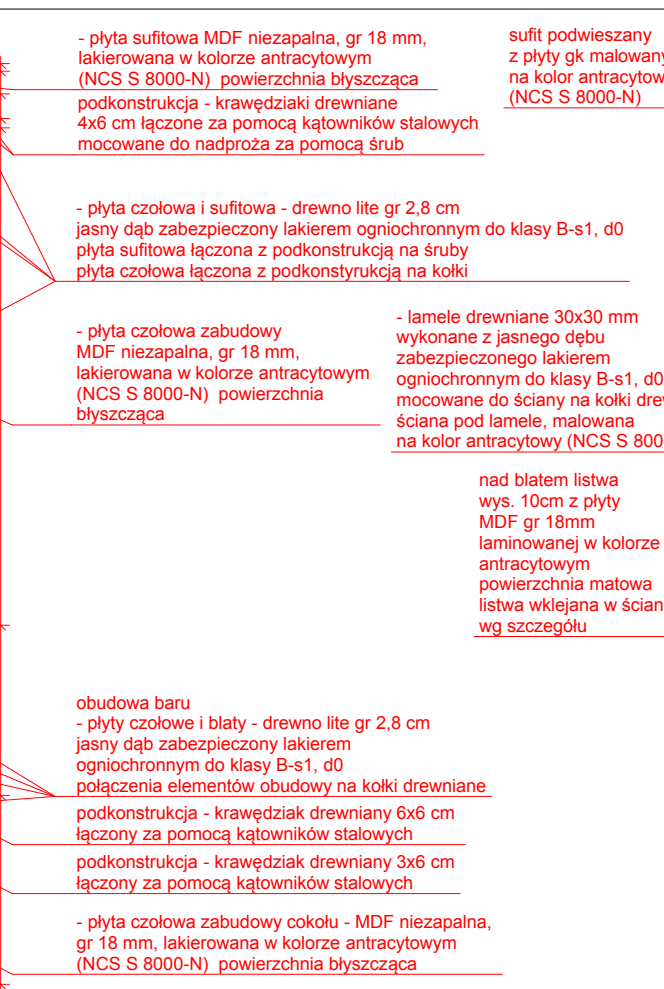 - płyta sufitowa MDF niezapalna, gr 18 mm,
lakierowana w kolorze antracytowym
(NCS S 8000-N) powierzchnia błyszcząca
podkonstrukcja - krawędziaki drewniane
4x6 cm łączone za pomocą kątowników stalowych
mocowane do nadproża za pomocą śrub
sufit podwieszany
z płyty gk malowany
na kolor antracytow
(NCS S 8000-N)
- płyta czołowa i sufitowa - drewno lite gr 2,8 cm
jasny dąb zabezpieczony lakierem ogniochronnym do klasy B-s1, d0
płyta sufitowa łączona z podkonstrukcją na śruby
płyta czołowa łączona z podkonstyrukcją na kołki
- płyta czołowa zabudowy
MDF niezapalna, gr 18 mm,
lakierowana w kolorze antracytowym
(NCS S 8000-N) powierzchnia
błyszcząca
- lamele drewniane 30x30 mm
wykonane z jasnego dębu
zabezpieczonego lakierem
ogniochronnym do klasy B-s1, d0
mocowane do ściany na kołki drew
ściana pod lamele, malowana
na kolor antracytowy (NCS S 800
nad blatem listwa
wys. 10cm z płyty
MDF gr 18mm
laminowanej w kolorze
antracytowym
powierzchnia matowa
listwa wklejana w ścian
wg szczegółu
obudowa baru
- płyty czołowe i blaty - drewno lite gr 2,8 cm
jasny dąb zabezpieczony lakierem
ogniochronnym do klasy B-s1, d0
połączenia elementów obudowy na kołki drewniane
podkonstrukcja - krawędziak drewniany 6x6 cm
łączony za pomocą kątowników stalowych
podkonstrukcja - krawędziak drewniany 3x6 cm
łączony za pomocą kątowników stalowych
- płyta czołowa zabudowy cokołu - MDF niezapalna,
gr 18 mm, lakierowana w kolorze antracytowym
(NCS S 8000-N) powierzchnia błyszcząca